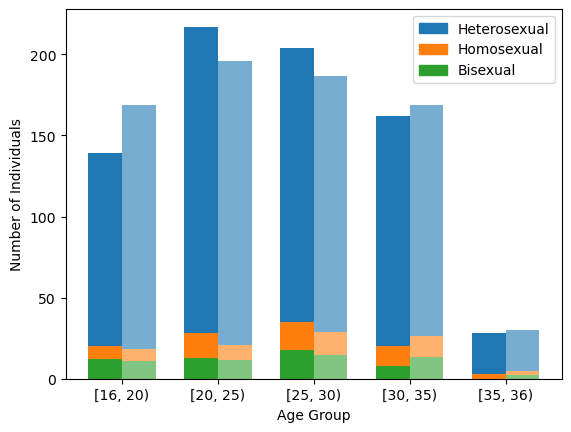 Heterosexual
Homosexual
Bisexual
200
150
100
50
0
Number of Individuals
[16, 20)
[20, 25)
[25, 30)
[30, 35)
[35, 36)
Age Group